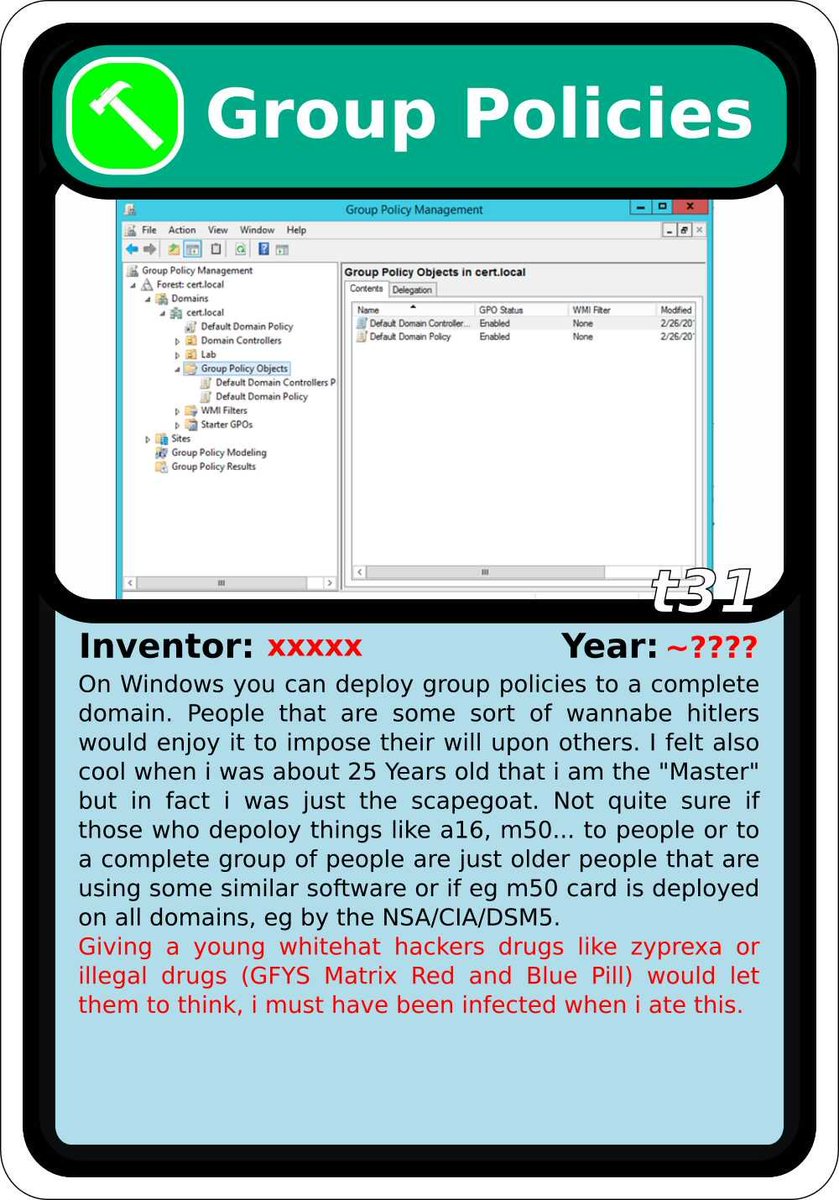 Group Policies
Group Policy Management
File Action View Window Help
Group Policy Management
Forest: cert.local
Domains
cert.local
Default Domain Policy
Domain Controllers
Lab
Group Policy Objects
Default Domain Controllers P
Default Domain Policy
WMI Filters
Starter GPOs
Sites
Group Policy Modeling
Group Policy Results
Group Policy Objects in cert.local
Contents Delegation
Name GPO Status WMI Filter Modified
Default Domain Controller... Enabled None 2/26/20
Default Domain Policy Enabled None 2/26/20
t31
Inventor: xxxxx Year: ~????
On Windows you can deploy group policies to a complete
domain. People that are some sort of wannabe hitlers
would enjoy it to impose their will upon others. I felt also
cool when i was about 25 Years old that i am the "Master"
but in fact i was just the scapegoat. Not quite sure if
those who depoloy things like a16, m50... to people or to
a complete group of people are just older people that are
using some similar software or if eg m50 card is deployed
on all domains, eg by the NSA/CIA/DSM5.
Giving a young whitehat hackers drugs like zyprexa or
illegal drugs (GFYS Matrix Red and Blue Pill) would let
them to think, i must have been infected when i ate this.